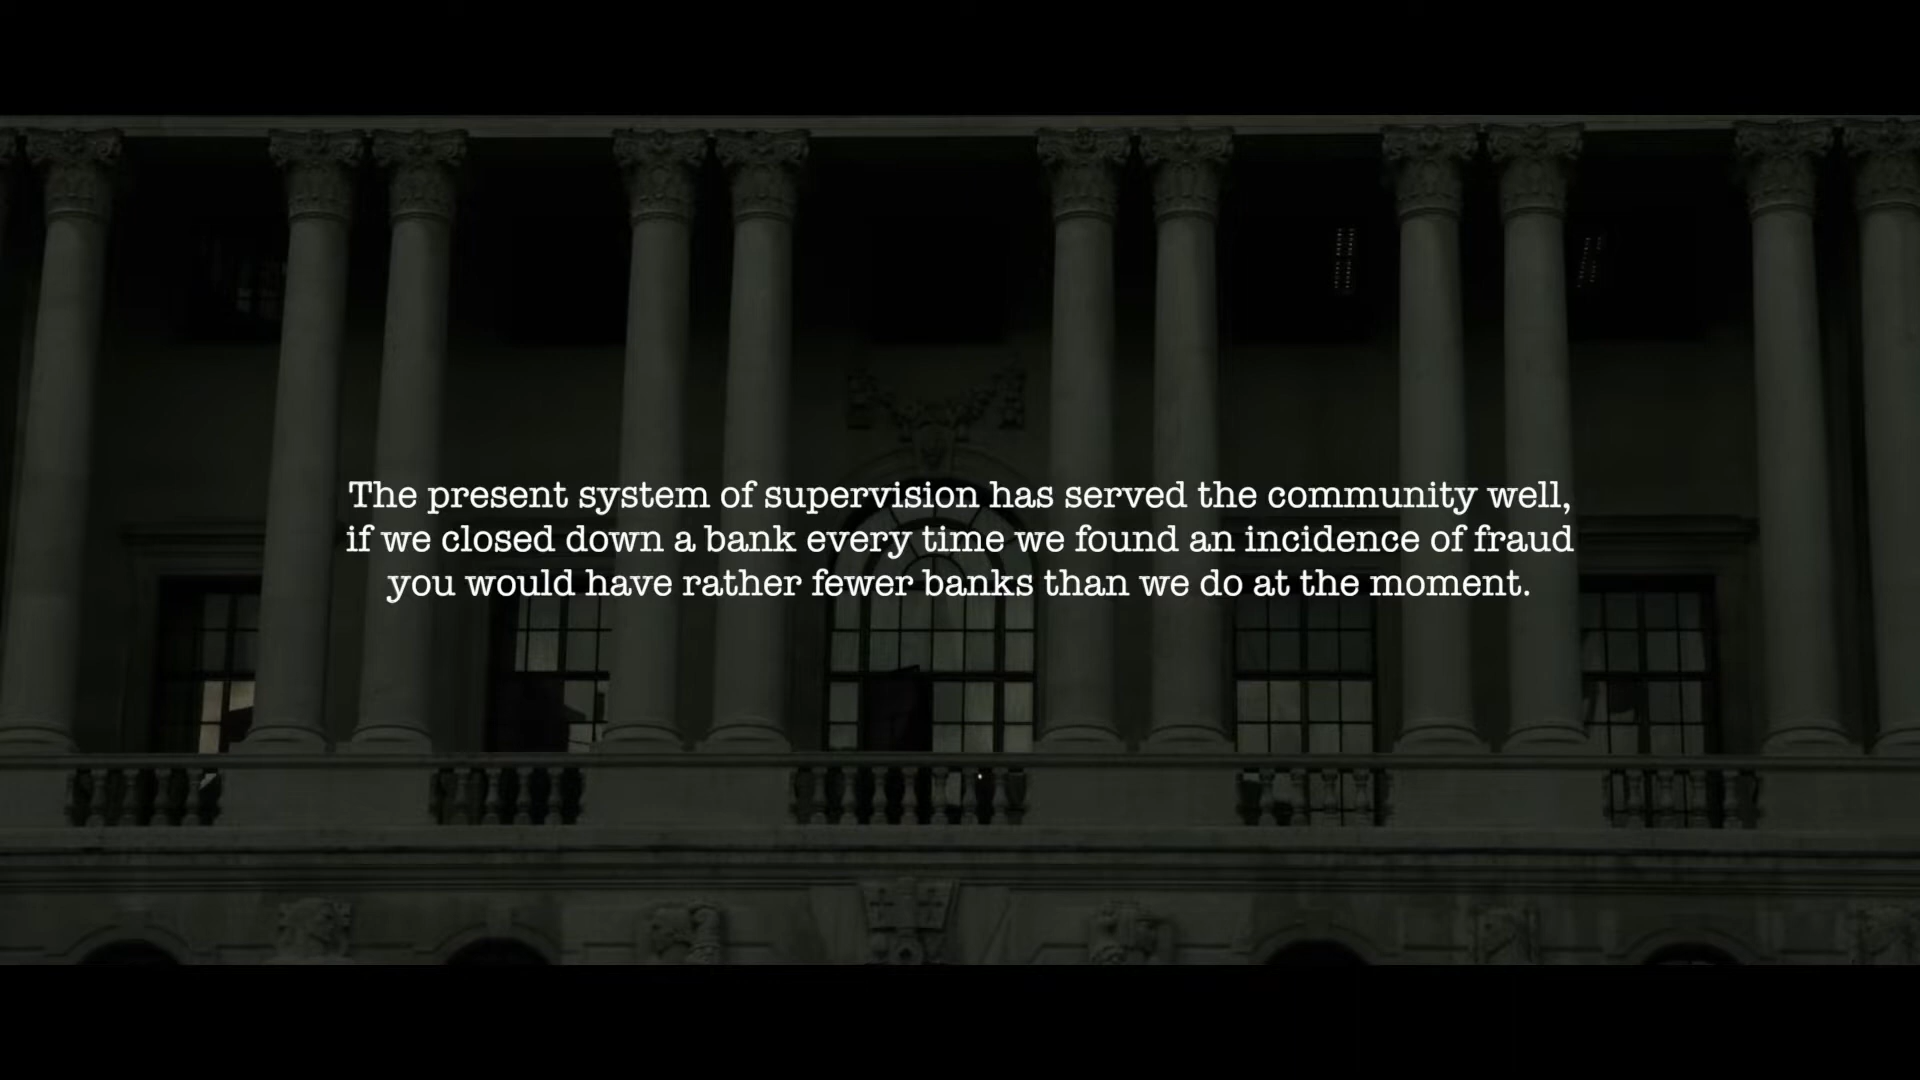 The present system of supervision has served the community well,
if we closed down a bank every time we found an incidence of fraud
you would have rather fewer banks than we do at the moment.